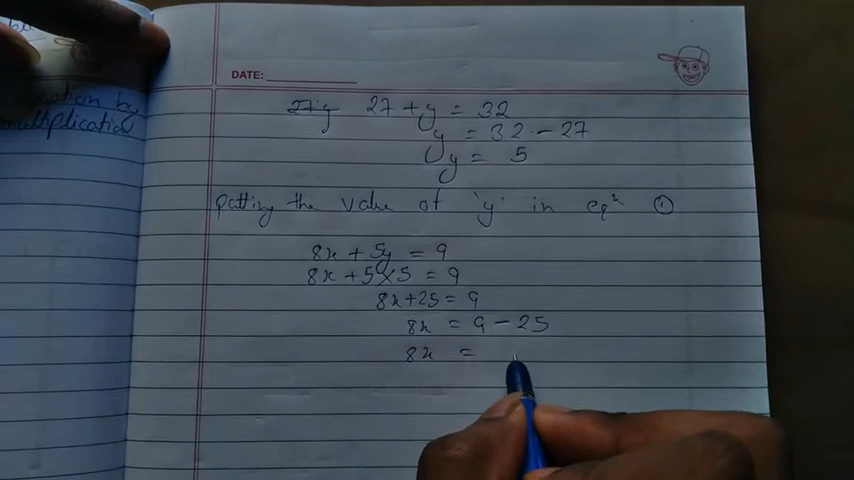 ation by
multiplication
DATE:
27y 27 + y = 32
y = 32 - 27
y = 5
putting the value of 'y' in eqⁿ ①
8x + 5y = 9
8x + 5 × 5 = 9
8x + 25 = 9
8x = 9 - 25
8x =